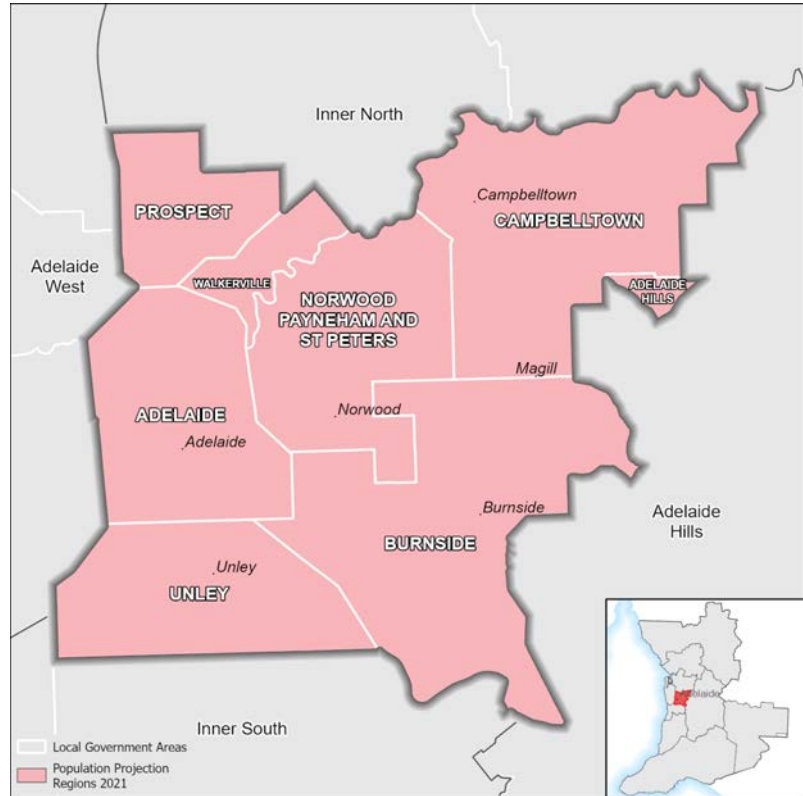 Inner North
Campbelltown
PROSPECT
CAMPBELLTOWN
Adelaide
West
WALKERVILLE
ADELAIDE
HILLS
NORWOOD
PAYNEHAM AND
ST PETERS
Magill
ADELAIDE
Norwood
Adelaide
Burnside
Adelaide
Hills
BURNSIDE
Unley
UNLEY
Inner South
Local Government Areas
Population Projection
Regions 2021